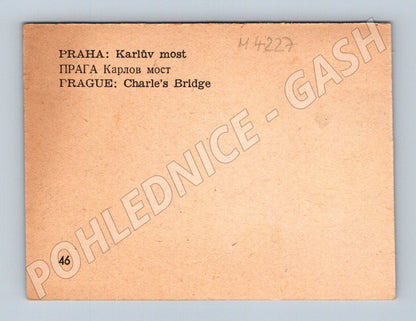 M 4227
PRAHA: Karlův most
ПРАГА Карлов мост
PRAGUE: Charle's Bridge
POHLEDNICE - GASH
46